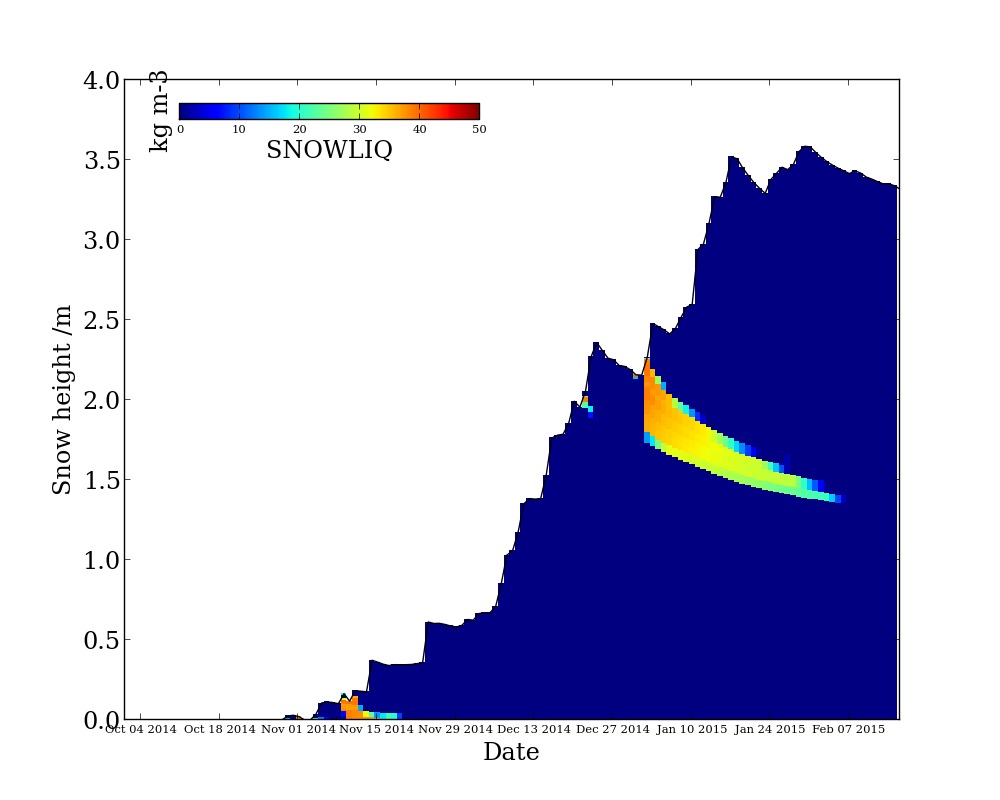 4.0
kg m-3
0 10 20 30 40 50
SNOWLIQ
3.5
3.0
2.5
Snow height /m
2.0
1.5
1.0
0.5
0.0
Oct 04 2014 Oct 18 2014 Nov 01 2014 Nov 15 2014 Nov 29 2014 Dec 13 2014 Dec 27 2014 Jan 10 2015 Jan 24 2015 Feb 07 2015
Date